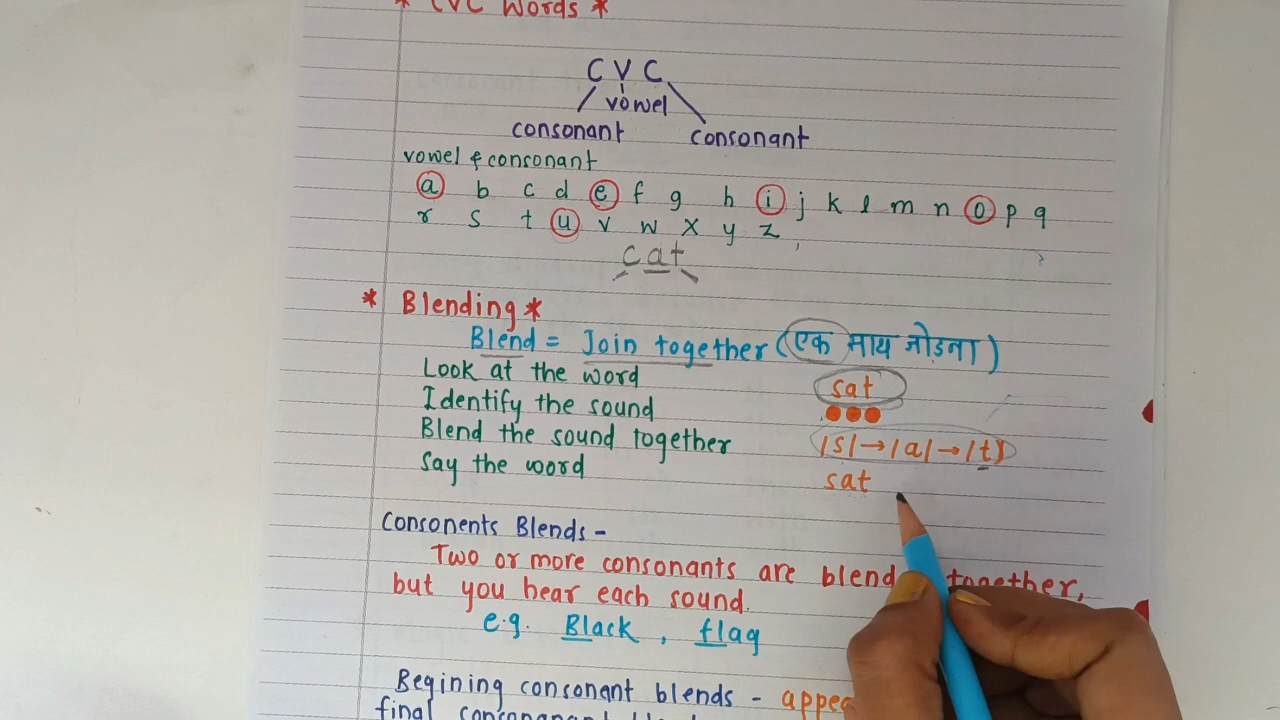 * CVC Words *
C V C
vowel
consonant consonant
vowel & consonant
a b c d e f g h i j k l m n o p q
r s t u v w x y z
cat
* Blending *
Blend = Join together (एक साथ जोड़ना)
Look at the word sat
Identify the sound
Blend the sound together /s/→/a/→/t/
Say the word sat
Consonents Blends -
Two or more consonants are blend together,
but you hear each sound.
e.g. Black, flag
Begining consonant blends -
final